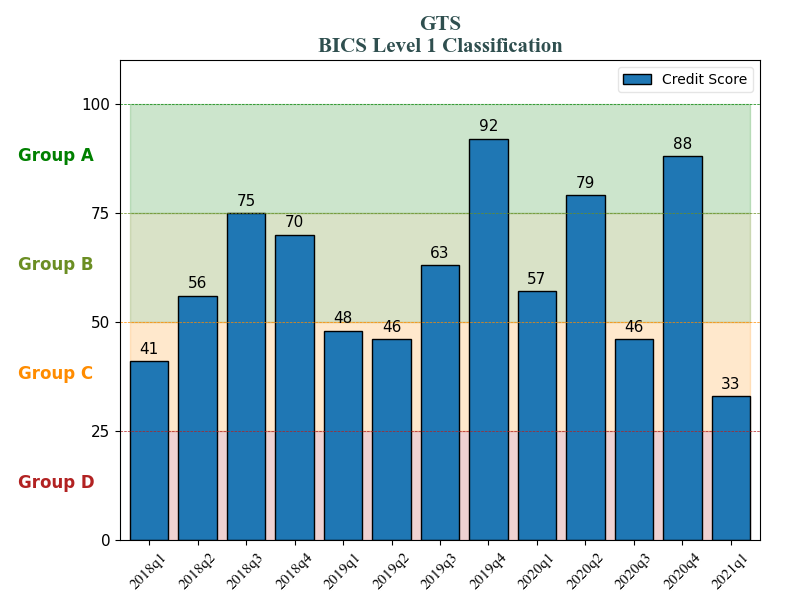 GTS
BICS Level 1 Classification
Credit Score
100
75
50
25
0
Group A
Group B
Group C
Group D
41
56
75
70
48
46
63
92
57
79
46
88
33
2018q1
2018q2
2018q3
2018q4
2019q1
2019q2
2019q3
2019q4
2020q1
2020q2
2020q3
2020q4
2021q1